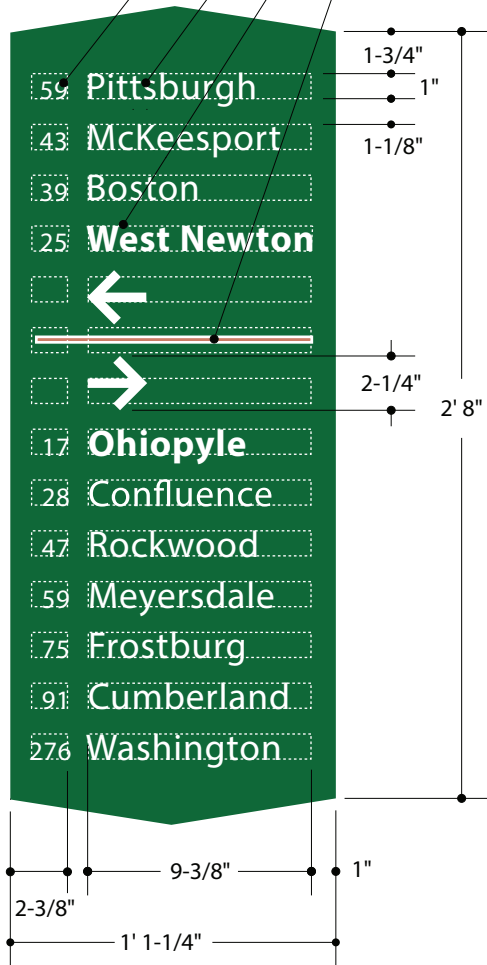 59 Pittsburgh
43 McKeesport
39 Boston
25 West Newton
17 Ohiopyle
28 Confluence
47 Rockwood
59 Meyersdale
75 Frostburg
91 Cumberland
276 Washington
1-3/4"
1"
1-1/8"
2-1/4"
2' 8"
2-3/8"
9-3/8"
1"
1' 1-1/4"